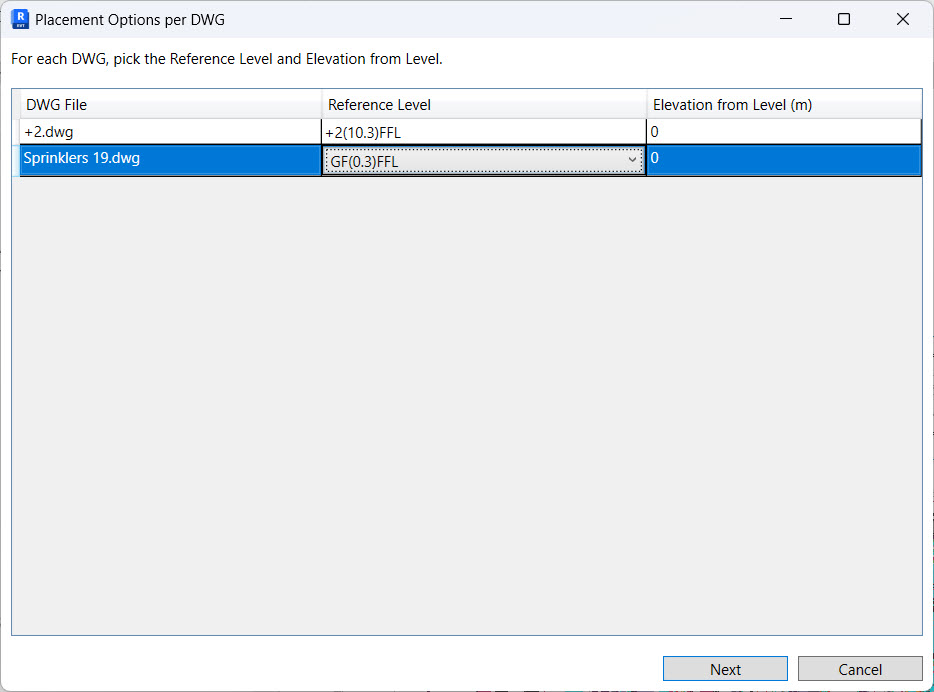 Placement Options per DWG
For each DWG, pick the Reference Level and Elevation from Level.
DWG File Reference Level Elevation from Level (m)
+2.dwg +2(10.3)FFL 0
Sprinklers 19.dwg GF(0.3)FFL 0
Next Cancel